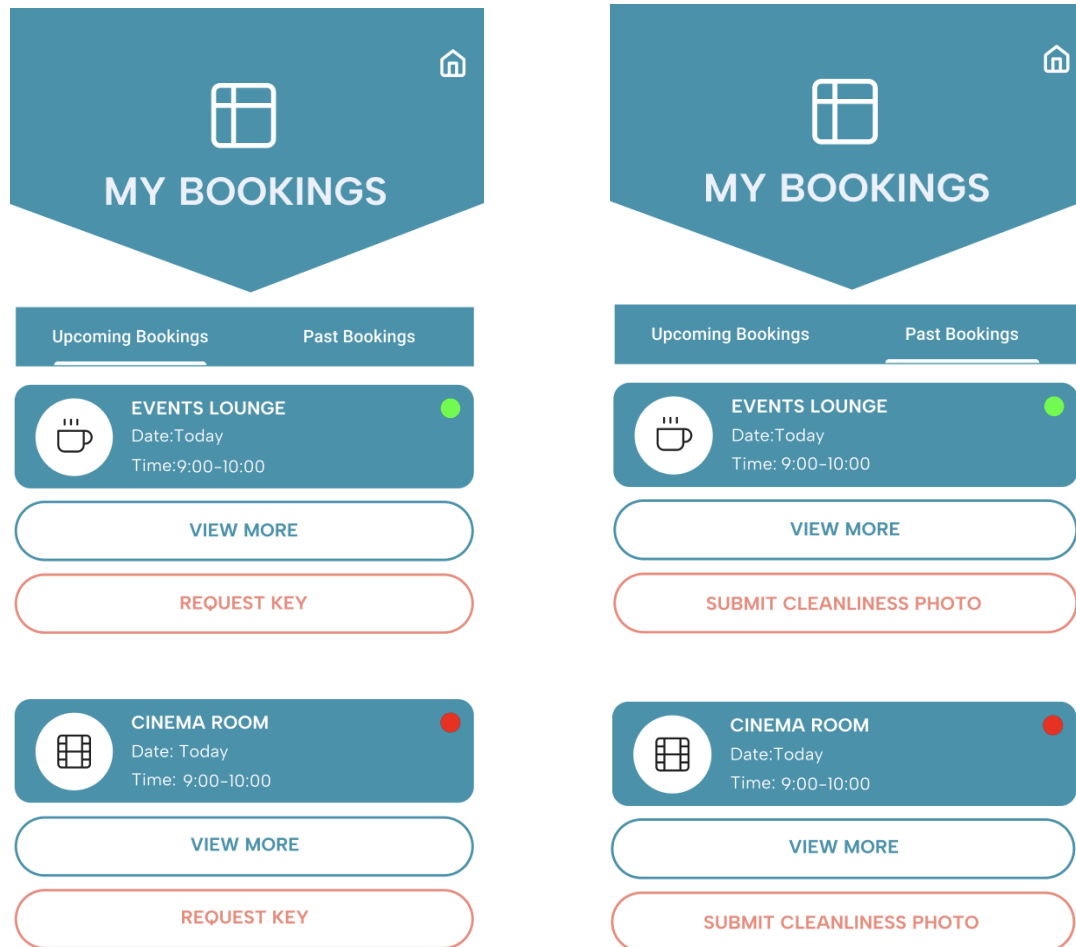 MY BOOKINGS
Upcoming Bookings Past Bookings
EVENTS LOUNGE
Date:Today
Time:9:00-10:00
VIEW MORE
REQUEST KEY
CINEMA ROOM
Date: Today
Time: 9:00-10:00
VIEW MORE
REQUEST KEY
MY BOOKINGS
Upcoming Bookings Past Bookings
EVENTS LOUNGE
Date:Today
Time: 9:00-10:00
VIEW MORE
SUBMIT CLEANLINESS PHOTO
CINEMA ROOM
Date:Today
Time: 9:00-10:00
VIEW MORE
SUBMIT CLEANLINESS PHOTO